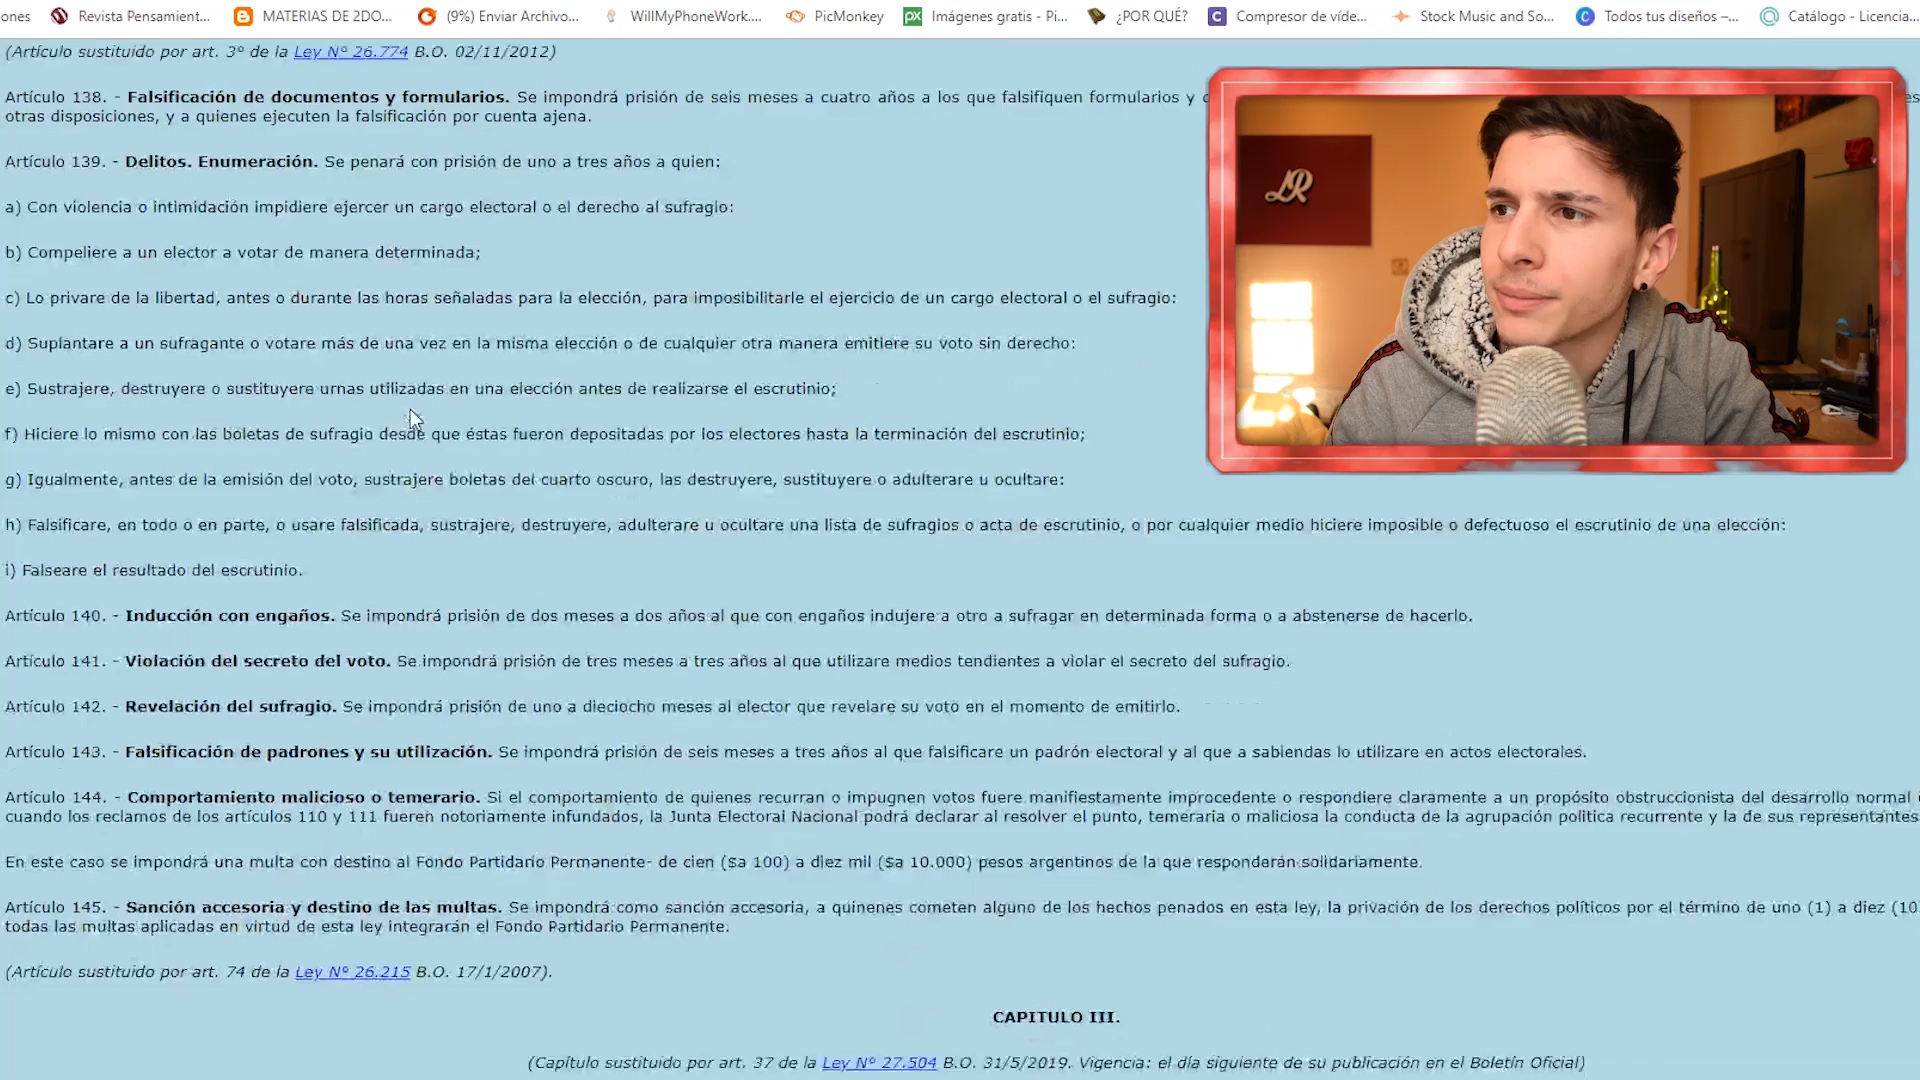 ones Revista Pensamient... MATERIAS DE 2DO... (9%) Enviar Archivo... WillMyPhoneWork.... PicMonkey Imágenes gratis - Pi... ¿POR QUÉ? Compresor de víde... Stock Music and So... Todos tus diseños –... Catálogo - Licencia...
(Artículo sustituido por art. 3° de la Ley N° 26.774 B.O. 02/11/2012)
Artículo 138. - Falsificación de documentos y formularios. Se impondrá prisión de seis meses a cuatro años a los que falsifiquen formularios y
otras disposiciones, y a quienes ejecuten la falsificación por cuenta ajena.
Artículo 139. - Delitos. Enumeración. Se penará con prisión de uno a tres años a quien:
LR
a) Con violencia o intimidación impidiere ejercer un cargo electoral o el derecho al sufragio:
b) Compeliere a un elector a votar de manera determinada;
c) Lo privare de la libertad, antes o durante las horas señaladas para la elección, para imposibilitarle el ejercicio de un cargo electoral o el sufragio:
d) Suplantare a un sufragante o votare más de una vez en la misma elección o de cualquier otra manera emitiere su voto sin derecho:
e) Sustrajere, destruyere o sustituyere urnas utilizadas en una elección antes de realizarse el escrutinio;
f) Hiciere lo mismo con las boletas de sufragio desde que éstas fueron depositadas por los electores hasta la terminación del escrutinio;
g) Igualmente, antes de la emisión del voto, sustrajere boletas del cuarto oscuro, las destruyere, sustituyere o adulterare u ocultare:
h) Falsificare, en todo o en parte, o usare falsificada, sustrajere, destruyere, adulterare u ocultare una lista de sufragios o acta de escrutinio, o por cualquier medio hiciere imposible o defectuoso el escrutinio de una elección:
i) Falseare el resultado del escrutinio.
Artículo 140. - Inducción con engaños. Se impondrá prisión de dos meses a dos años al que con engaños indujere a otro a sufragar en determinada forma o a abstenerse de hacerlo.
Artículo 141. - Violación del secreto del voto. Se impondrá prisión de tres meses a tres años al que utilizare medios tendientes a violar el secreto del sufragio.
Artículo 142. - Revelación del sufragio. Se impondrá prisión de uno a dieciocho meses al elector que revelare su voto en el momento de emitirlo.
Artículo 143. - Falsificación de padrones y su utilización. Se impondrá prisión de seis meses a tres años al que falsificare un padrón electoral y al que a sabiendas lo utilizare en actos electorales.
Artículo 144. - Comportamiento malicioso o temerario. Si el comportamiento de quienes recurran o impugnen votos fuere manifiestamente improcedente o respondiere claramente a un propósito obstruccionista del desarrollo normal
cuando los reclamos de los artículos 110 y 111 fueren notoriamente infundados, la Junta Electoral Nacional podrá declarar al resolver el punto, temeraria o maliciosa la conducta de la agrupación política recurrente y la de sus representantes
En este caso se impondrá una multa con destino al Fondo Partidario Permanente- de cien ($a 100) a diez mil ($a 10.000) pesos argentinos de la que responderán solidariamente.
Artículo 145. - Sanción accesoria y destino de las multas. Se impondrá como sanción accesoria, a quinenes cometen alguno de los hechos penados en esta ley, la privación de los derechos políticos por el término de uno (1) a diez (10
todas las multas aplicadas en virtud de esta ley integrarán el Fondo Partidario Permanente.
(Artículo sustituido por art. 74 de la Ley N° 26.215 B.O. 17/1/2007).
CAPITULO III.
(Capítulo sustituido por art. 37 de la Ley N° 27.504 B.O. 31/5/2019. Vigencia: el día siguiente de su publicación en el Boletín Oficial)